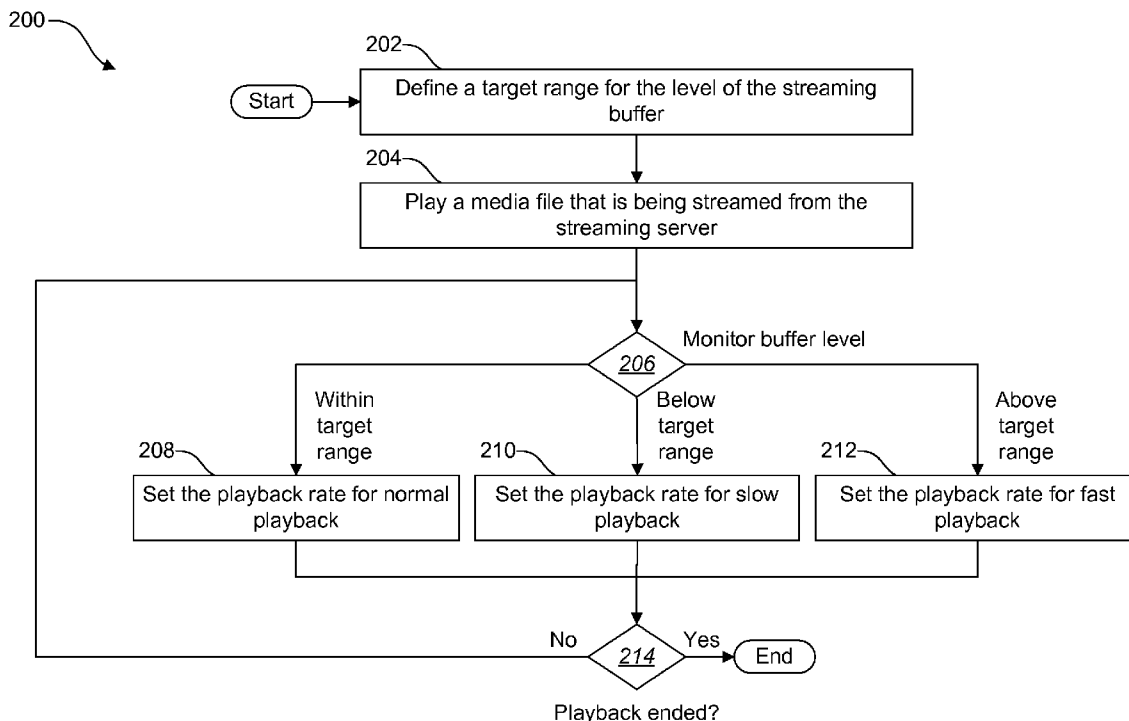 200
202
Start
Define a target range for the level of the streaming
buffer
204
Play a media file that is being streamed from the
streaming server
Monitor buffer level
206
Within
target
range
Below
target
range
Above
target
range
208
Set the playback rate for normal
playback
210
Set the playback rate for slow
playback
212
Set the playback rate for fast
playback
No
214
Yes
End
Playback ended?